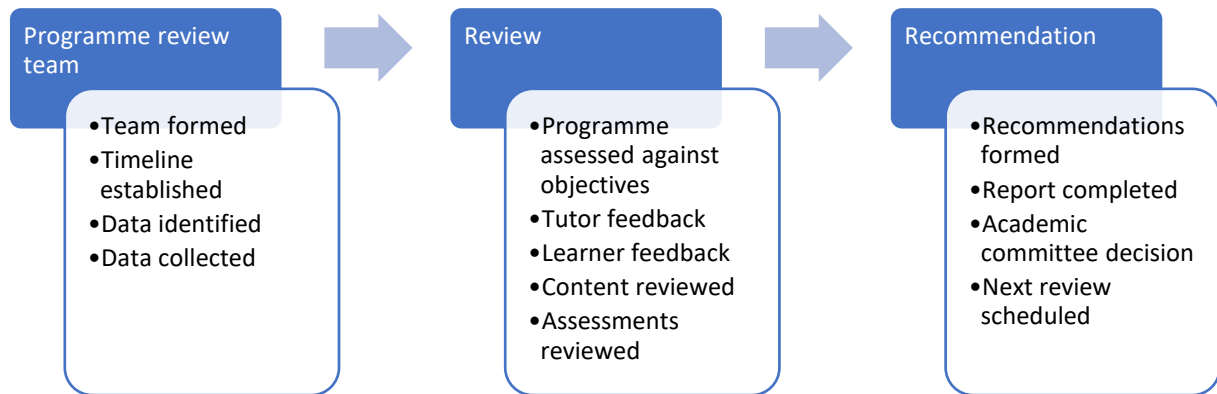 Programme review
team
•Team formed
•Timeline
established
•Data identified
•Data collected
Review
•Programme
assessed against
objectives
•Tutor feedback
•Learner feedback
•Content reviewed
•Assessments
reviewed
Recommendation
•Recommendations
formed
•Report completed
•Academic
committee decision
•Next review
scheduled